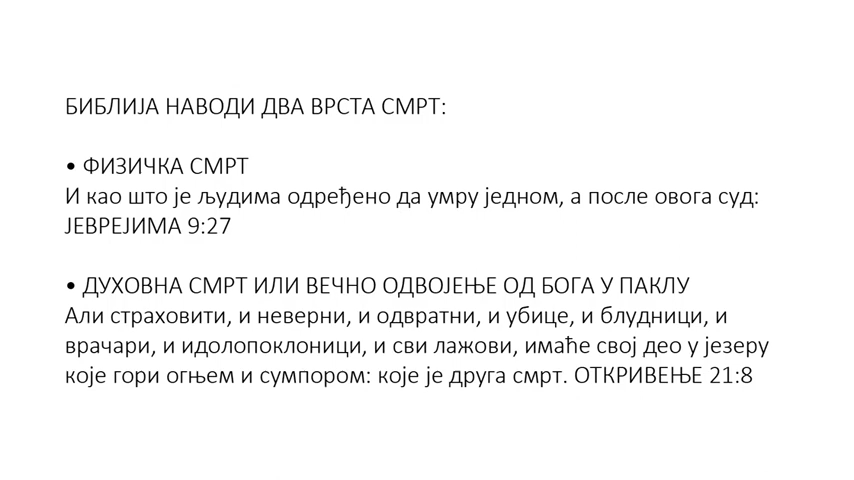 БИБЛИЈА НАВОДИ ДВА ВРСТА СМРТ:
• ФИЗИЧКА СМРТ
И као што је људима одређено да умру једном, а после овога суд:
ЈЕВРЕЈИМА 9:27
• ДУХОВНА СМРТ ИЛИ ВЕЧНО ОДВОЈЕЊЕ ОД БОГА У ПАКЛУ
Али страховити, и неверни, и одвратни, и убице, и блудници, и
врачари, и идолопоклоници, и сви лажови, имаће свој део у језеру
које гори огњем и сумпором: које је друга смрт. ОТКРИВЕЊЕ 21:8